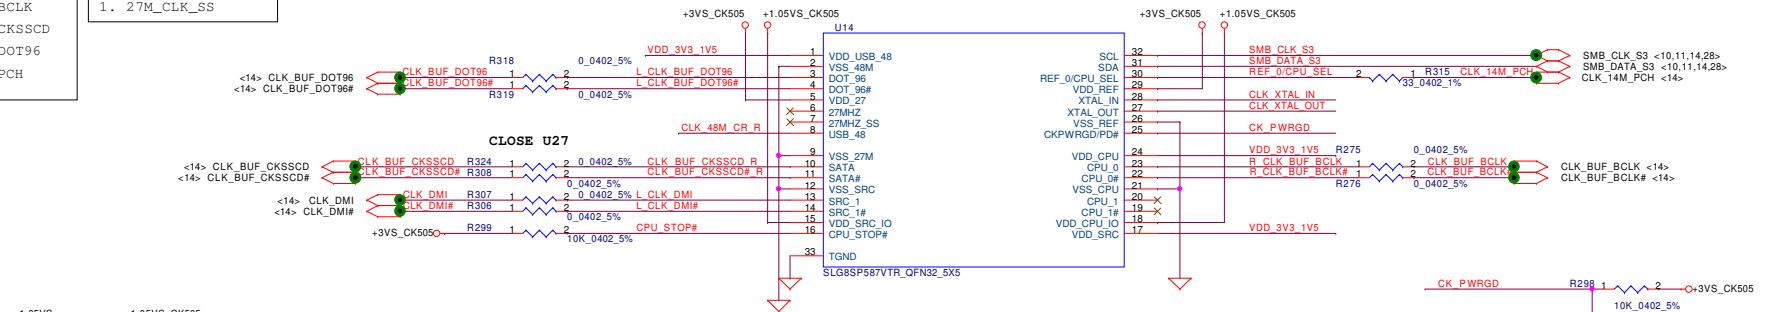 BCLK
CKSSCD
DOT96
PCH
1. 27M_CLK_SS
+3VS_CK505 +1.05VS_CK505
U14
+3VS_CK505 +1.05VS_CK505
VDD_3V3_1V5 1 VDD_USB_48
2 VSS_48M
<14> CLK_BUF_DOT96 CLK_BUF_DOT96 R318 1 2 0_0402_5% L_CLK_BUF_DOT96 3 DOT_96
<14> CLK_BUF_DOT96# CLK_BUF_DOT96# R319 1 2 0_0402_5% L_CLK_BUF_DOT96# 4 DOT_96#
5 VDD_27
6 27MHZ
7 27MHZ_SS
CLK_48M_CR_R 8 USB_48
CLOSE U27
9 VSS_27M
<14> CLK_BUF_CKSSCD CLK_BUF_CKSSCD R324 1 2 0_0402_5% CLK_BUF_CKSSCD_R 10 SATA
<14> CLK_BUF_CKSSCD# CLK_BUF_CKSSCD# R308 1 2 0_0402_5% CLK_BUF_CKSSCD#_R 11 SATA#
12 VSS_SRC
<14> CLK_DMI CLK_DMI R307 1 2 0_0402_5% L_CLK_DMI 13 SRC_1
<14> CLK_DMI# CLK_DMI# R306 1 2 0_0402_5% L_CLK_DMI# 14 SRC_1#
15 VDD_SRC_IO
+3VS_CK505 R299 1 2 10K_0402_5% CPU_STOP# 16 CPU_STOP#
33 TGND
SLG8SP587VTR_QFN32_5X5
SCL 32 SMB_CLK_S3 SMB_CLK_S3 <10,11,14,28>
SDA 31 SMB_DATA_S3 SMB_DATA_S3 <10,11,14,28>
REF_0/CPU_SEL 30 REF_0/CPU_SEL 2 1 R315 33_0402_1% CLK_14M_PCH CLK_14M_PCH <14>
VDD_REF 29
XTAL_IN 28 CLK_XTAL_IN
XTAL_OUT 27 CLK_XTAL_OUT
VSS_REF 26
CKPWRGD/PD# 25 CK_PWRGD
VDD_CPU 24 VDD_3V3_1V5
CPU_0 23 R_CLK_BUF_BCLK R275 1 2 0_0402_5% CLK_BUF_BCLK CLK_BUF_BCLK <14>
CPU_0# 22 R_CLK_BUF_BCLK# R276 1 2 0_0402_5% CLK_BUF_BCLK# CLK_BUF_BCLK# <14>
VSS_CPU 21
CPU_1 20
CPU_1# 19
VDD_CPU_IO 18
VDD_SRC 17 VDD_3V3_1V5
CK_PWRGD R298 1 2 +3VS_CK505
10K_0402_5%